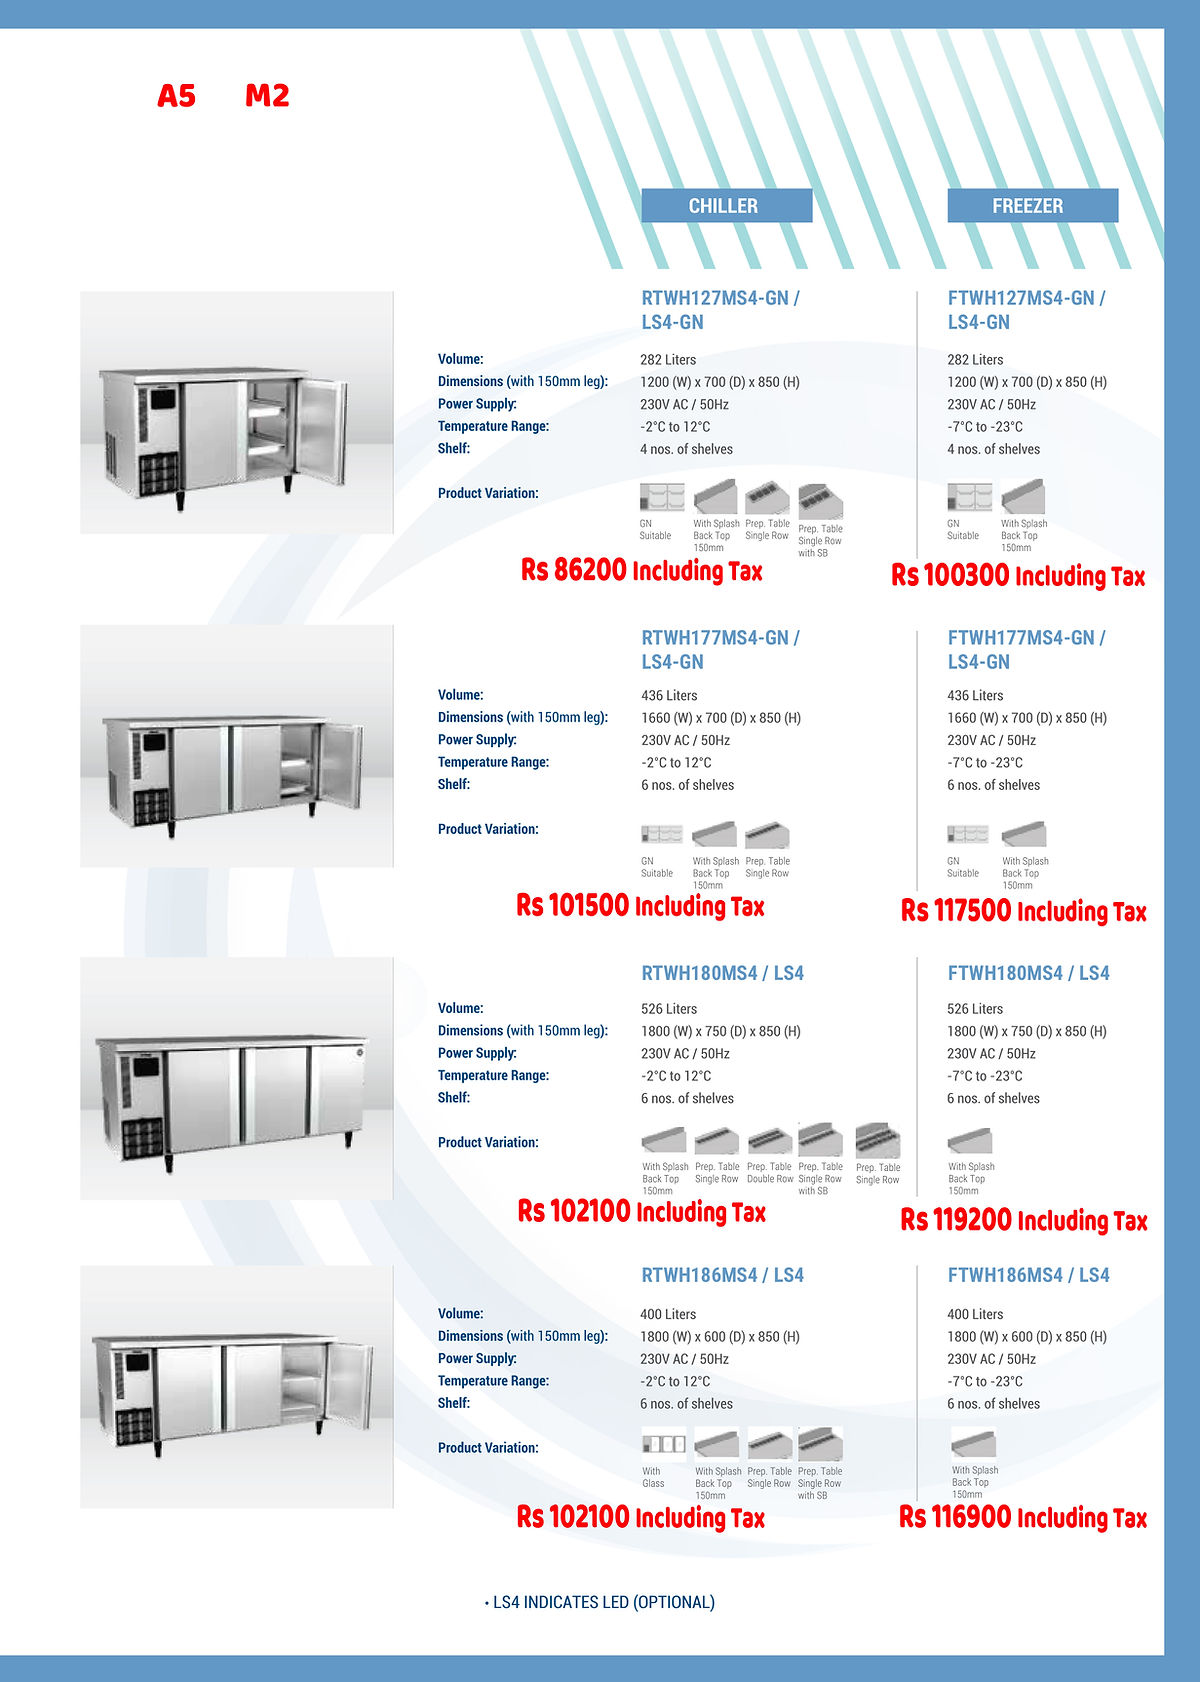 A5 M2
CHILLER FREEZER
RTWH127MS4-GN / FTWH127MS4-GN /
LS4-GN LS4-GN
Volume: 282 Liters 282 Liters
Dimensions (with 150mm leg): 1200 (W) x 700 (D) x 850 (H) 1200 (W) x 700 (D) x 850 (H)
Power Supply: 230V AC / 50Hz 230V AC / 50Hz
Temperature Range: -2°C to 12°C -7°C to -23°C
Shelf: 4 nos. of shelves 4 nos. of shelves
Product Variation:
GN With Splash Prep. Table Prep. Table GN With Splash
Suitable Back Top Single Row Single Row Suitable Back Top
150mm with SB 150mm
Rs 86200 Including Tax Rs 100300 Including Tax
RTWH177MS4-GN / FTWH177MS4-GN /
LS4-GN LS4-GN
Volume: 436 Liters 436 Liters
Dimensions (with 150mm leg): 1660 (W) x 700 (D) x 850 (H) 1660 (W) x 700 (D) x 850 (H)
Power Supply: 230V AC / 50Hz 230V AC / 50Hz
Temperature Range: -2°C to 12°C -7°C to -23°C
Shelf: 6 nos. of shelves 6 nos. of shelves
Product Variation:
GN With Splash Prep. Table GN With Splash
Suitable Back Top Single Row Suitable Back Top
150mm 150mm
Rs 101500 Including Tax Rs 117500 Including Tax
RTWH180MS4 / LS4 FTWH180MS4 / LS4
Volume: 526 Liters 526 Liters
Dimensions (with 150mm leg): 1800 (W) x 750 (D) x 850 (H) 1800 (W) x 750 (D) x 850 (H)
Power Supply: 230V AC / 50Hz 230V AC / 50Hz
Temperature Range: -2°C to 12°C -7°C to -23°C
Shelf: 6 nos. of shelves 6 nos. of shelves
Product Variation:
With Splash Prep. Table Prep. Table Prep. Table Prep. Table With Splash
Back Top Single Row Double Row Single Row Single Row Back Top
150mm with SB 150mm
Rs 102100 Including Tax Rs 119200 Including Tax
RTWH186MS4 / LS4 FTWH186MS4 / LS4
Volume: 400 Liters 400 Liters
Dimensions (with 150mm leg): 1800 (W) x 600 (D) x 850 (H) 1800 (W) x 600 (D) x 850 (H)
Power Supply: 230V AC / 50Hz 230V AC / 50Hz
Temperature Range: -2°C to 12°C -7°C to -23°C
Shelf: 6 nos. of shelves 6 nos. of shelves
Product Variation:
With With Splash Prep. Table Prep. Table With Splash
Glass Back Top Single Row Single Row Back Top
150mm with SB 150mm
Rs 102100 Including Tax Rs 116900 Including Tax
• LS4 INDICATES LED (OPTIONAL)